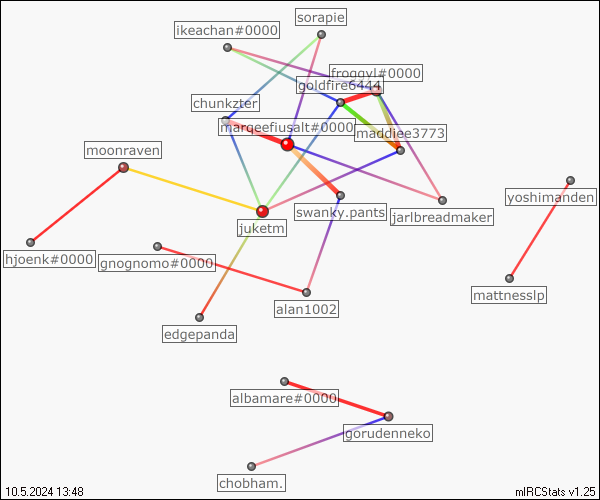 sorapie
ikeachan#0000
froggyl#0000
goldfire6444
chunkzter
margeefiusalt#0000
maddiee3773
moonraven
yoshimanden
swanky.pants
jarlbreadmaker
juketm
hjoenk#0000
gnognomo#0000
mattnesslp
alan1002
edgepanda
albamare#0000
gorudenneko
chobham.
10.5.2024 13:48
mIRCStats v1.25